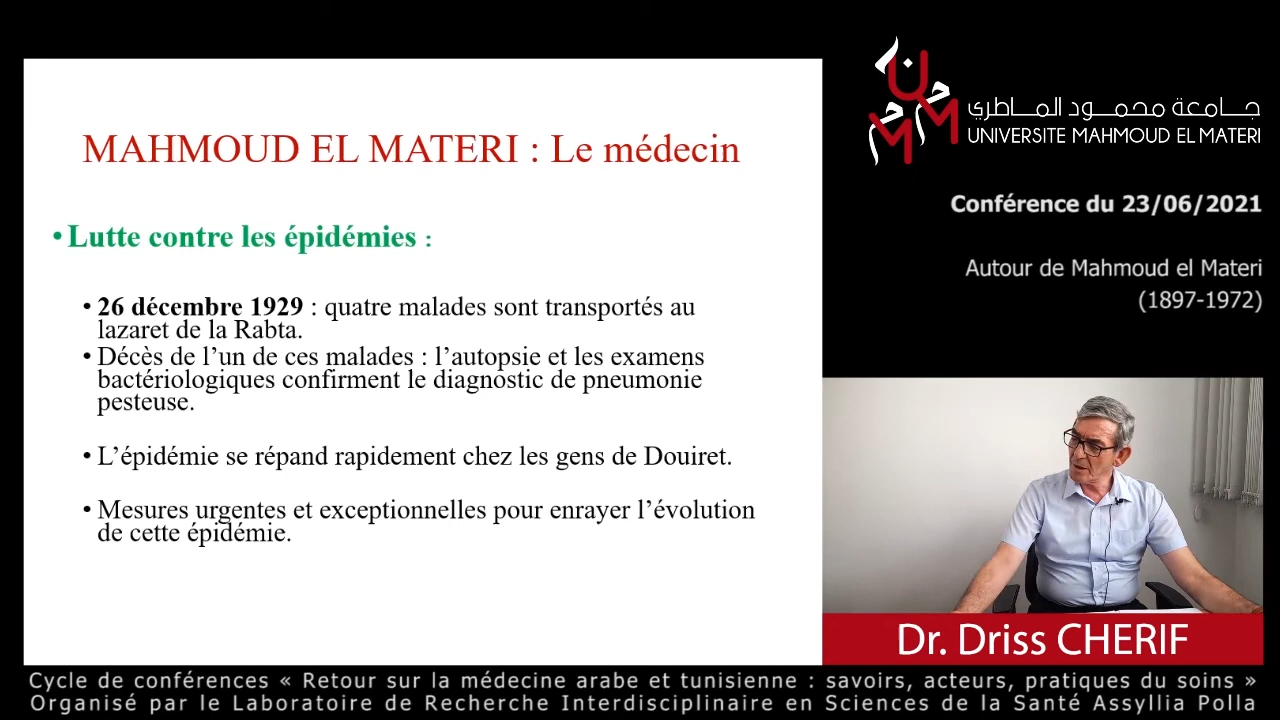 MAHMOUD EL MATERI : Le médecin
• Lutte contre les épidémies :
• 26 décembre 1929 : quatre malades sont transportés au
lazaret de la Rabta.
• Décès de l’un de ces malades : l’autopsie et les examens
bactériologiques confirment le diagnostic de pneumonie
pesteuse.
• L’épidémie se répand rapidement chez les gens de Douiret.
• Mesures urgentes et exceptionnelles pour enrayer l’évolution
de cette épidémie.
جامعة محمود الماطري
UNIVERSITE MAHMOUD EL MATERI
Conférence du 23/06/2021
Autour de Mahmoud el Materi
(1897-1972)
Dr. Driss CHERIF
Cycle de conférences « Retour sur la médecine arabe et tunisienne : savoirs, acteurs, pratiques du soins »
Organisé par le Laboratoire de Recherche Interdisciplinaire en Sciences de la Santé Assyllia Polla